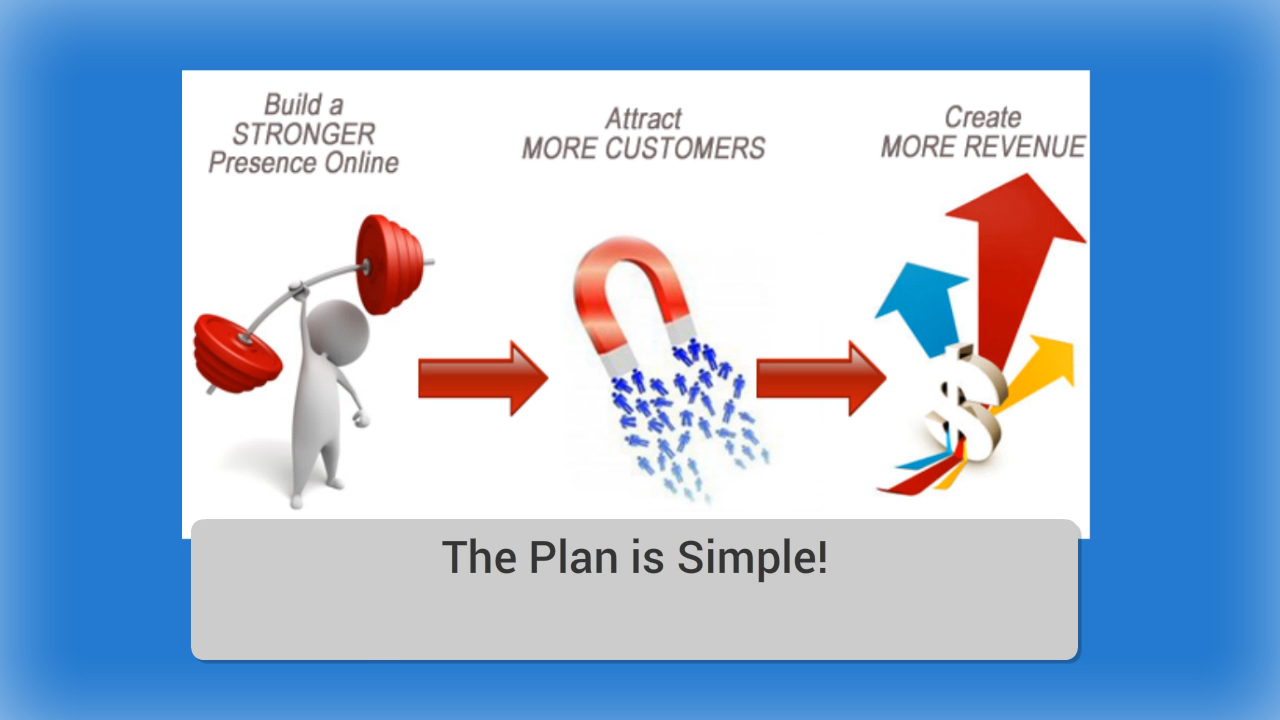 Build a
STRONGER
Presence Online
Attract
MORE CUSTOMERS
Create
MORE REVENUE
The Plan is Simple!